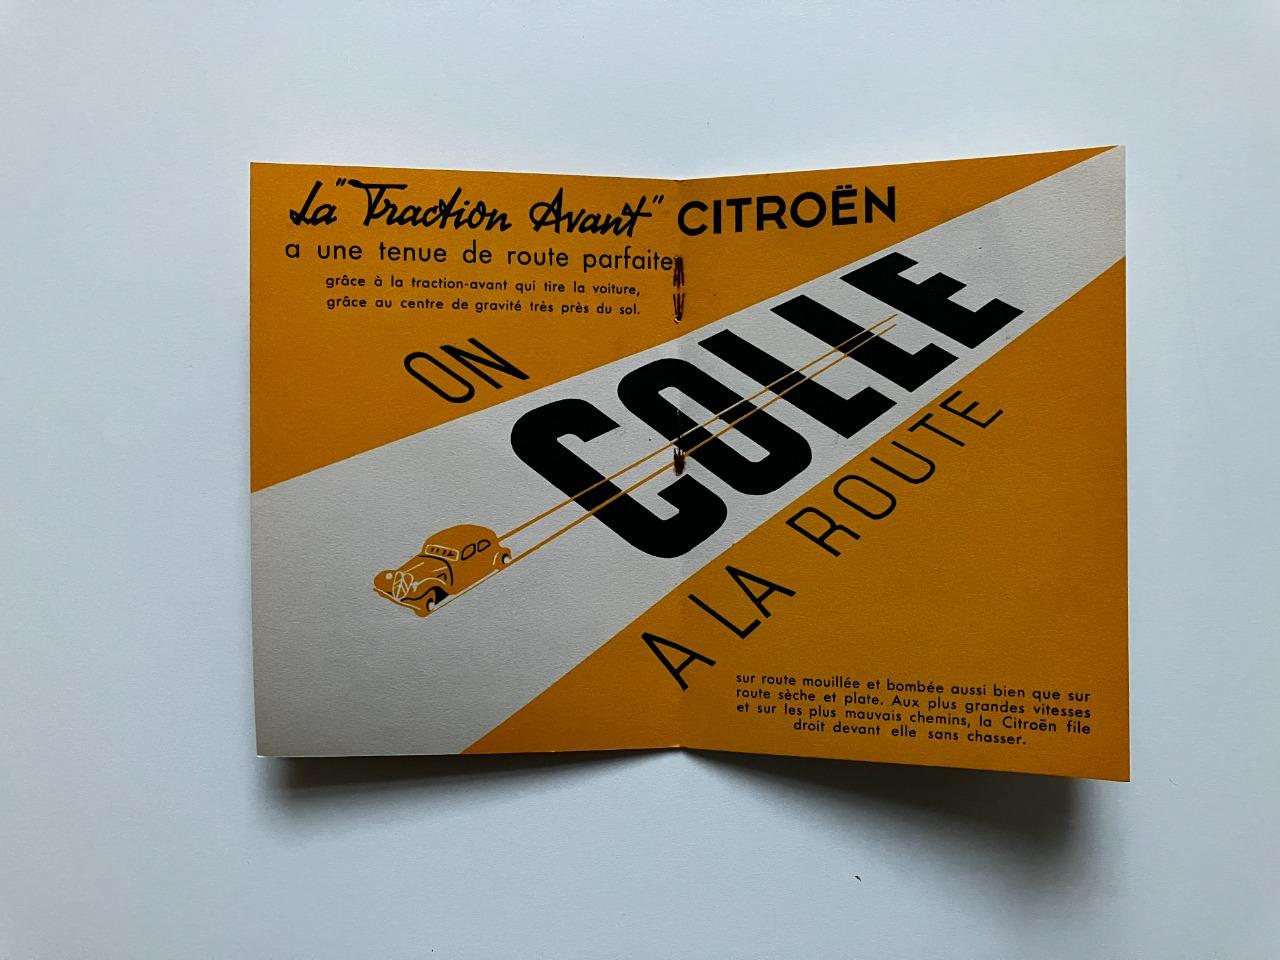 La "Traction Avant" CITROËN
a une tenue de route parfaite
grâce à la traction-avant qui tire la voiture,
grâce au centre de gravité très près du sol.
ON
COLLE
A LA ROUTE
sur route mouillée et bombée aussi bien que sur
route sèche et plate. Aux plus grandes vitesses
et sur les plus mauvais chemins, la Citroën file
droit devant elle sans chasser.